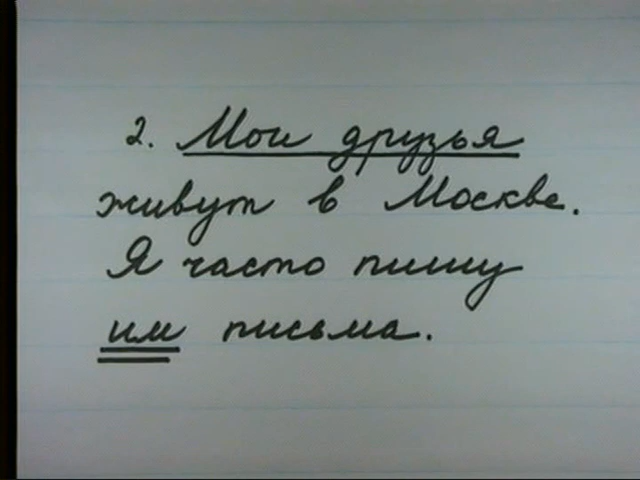 2. Мои друзья
живут в Москве.
Я часто пишу
им письма.